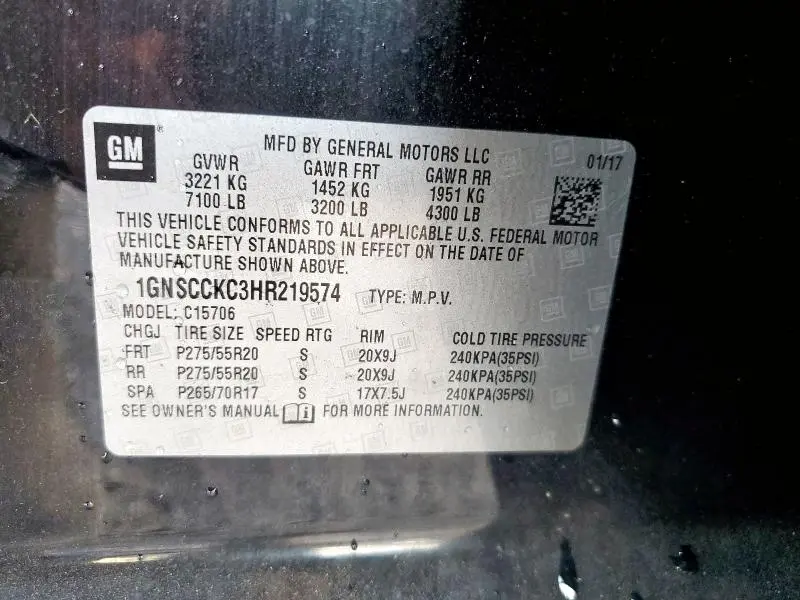 GM
MFD BY GENERAL MOTORS LLC 01/17
GVWR GAWR FRT GAWR RR
3221 KG 1452 KG 1951 KG
7100 LB 3200 LB 4300 LB
THIS VEHICLE CONFORMS TO ALL APPLICABLE U.S. FEDERAL MOTOR
VEHICLE SAFETY STANDARDS IN EFFECT ON THE DATE OF
MANUFACTURE SHOWN ABOVE.
1GNSCCKC3HR219574 TYPE: M.P.V.
MODEL: C15706
CHGJ TIRE SIZE SPEED RTG RIM COLD TIRE PRESSURE
FRT P275/55R20 S 20X9J 240KPA(35PSI)
RR P275/55R20 S 20X9J 240KPA(35PSI)
SPA P265/70R17 S 17X7.5J 240KPA(35PSI)
SEE OWNER'S MANUAL i FOR MORE INFORMATION.